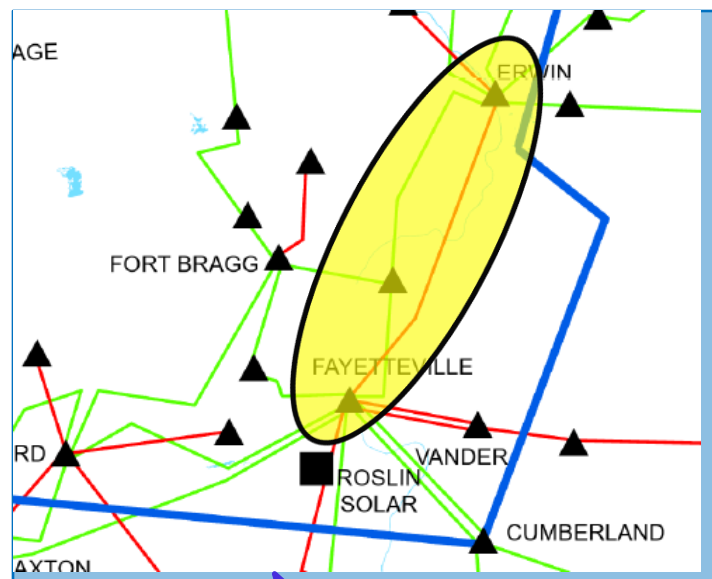 AGE
ERWIN
FORT BRAGG
FAYETTEVILLE
RD
VANDER
ROSLIN
SOLAR
CUMBERLAND
AXTON